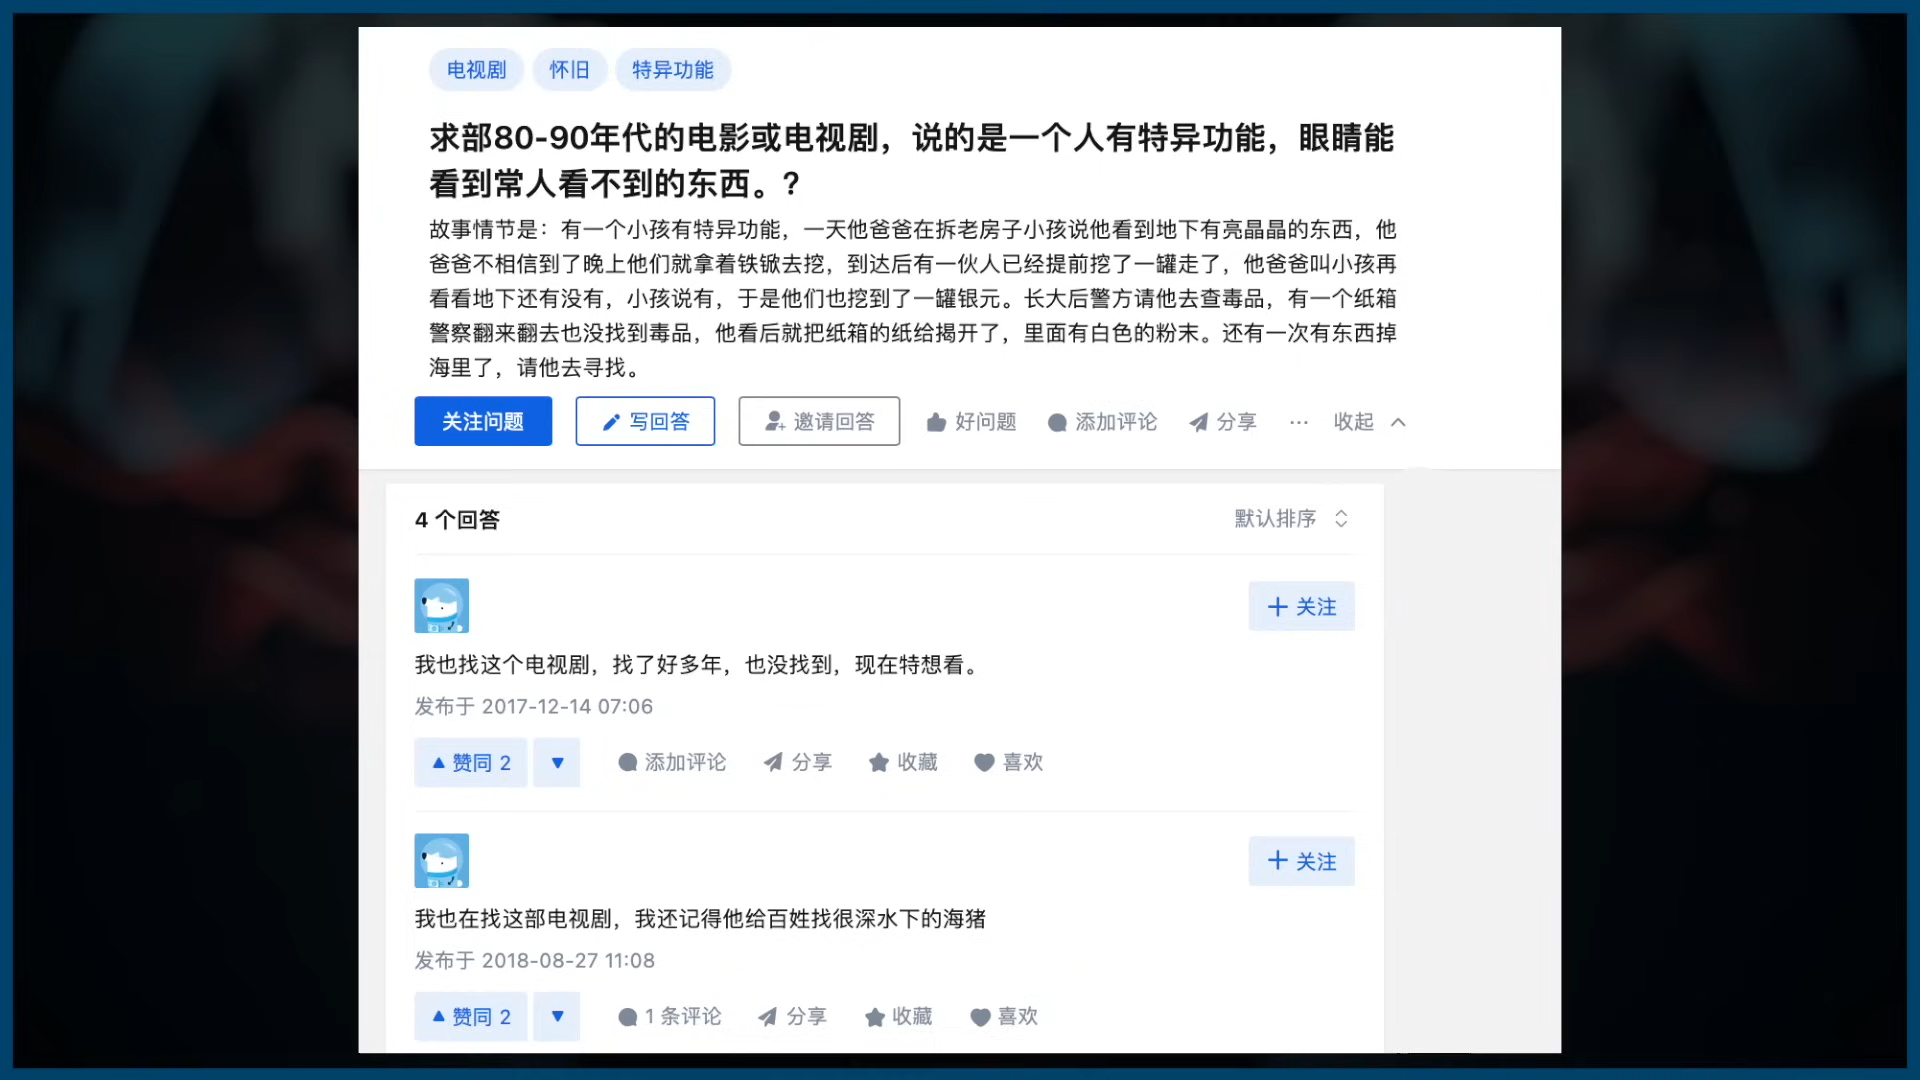 电视剧 怀旧 特异功能
求部80-90年代的电影或电视剧，说的是一个人有特异功能，眼睛能
看到常人看不到的东西。？
故事情节是：有一个小孩有特异功能，一天他爸爸在拆老房子小孩说他看到地下有亮晶晶的东西，他
爸爸不相信到了晚上他们就拿着铁锨去挖，到达后有一伙人已经提前挖了一罐走了，他爸爸叫小孩再
看看地下还有没有，小孩说有，于是他们也挖到了一罐银元。长大后警方请他去查毒品，有一个纸箱
警察翻来翻去也没找到毒品，他看后就把纸箱的纸给揭开了，里面有白色的粉末。还有一次有东西掉
海里了，请他去寻找。
关注问题 写回答 邀请回答 好问题 添加评论 分享 ··· 收起
4 个回答 默认排序
+ 关注
我也找这个电视剧，找了好多年，也没找到，现在特想看。
发布于 2017-12-14 07:06
▲ 赞同 2 ▼ 添加评论 分享 收藏 喜欢
+ 关注
我也在找这部电视剧，我还记得他给百姓找很深水下的海猪
发布于 2018-08-27 11:08
▲ 赞同 2 ▼ 1 条评论 分享 收藏 喜欢